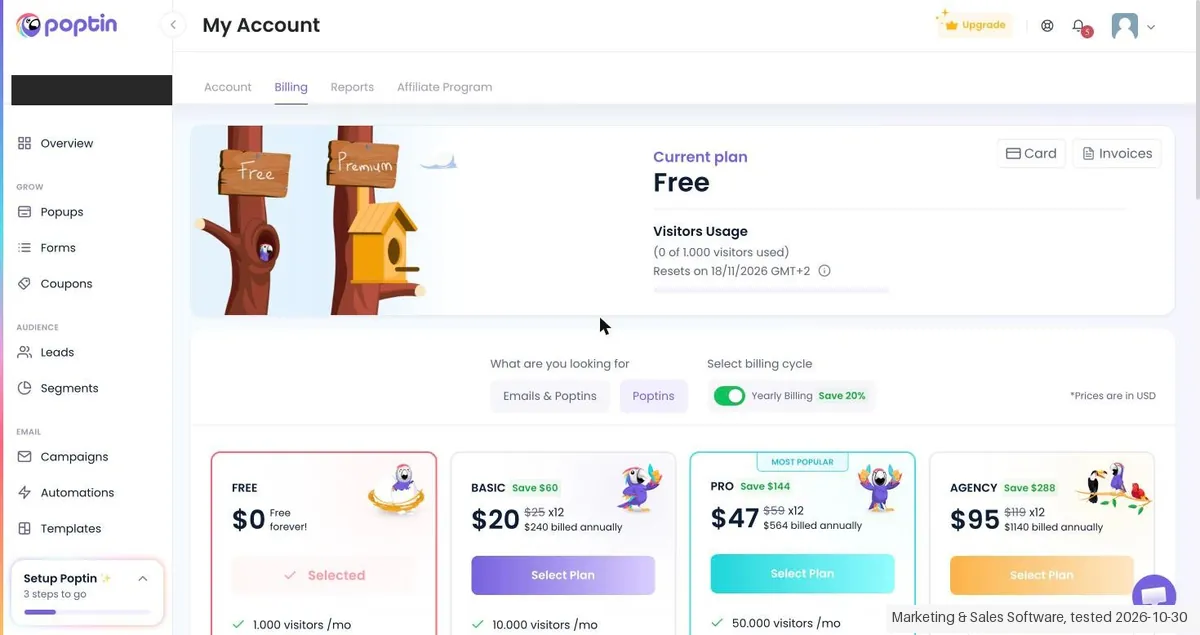 poptin
My Account
Upgrade
5
Account
Billing
Reports
Affiliate Program
Overview
GROW
Popups
Forms
Coupons
AUDIENCE
Leads
Segments
EMAIL
Campaigns
Automations
Templates
Setup Poptin
3 steps to go
Free
Premium
Current plan
Free
Card
Invoices
Visitors Usage
(0 of 1.000 visitors used)
Resets on 18/11/2026 GMT+2
What are you looking for
Emails & Poptins
Poptins
Select billing cycle
Yearly Billing Save 20%
*Prices are in USD
FREE
$0 Free forever!
Selected
1.000 visitors /mo
BASIC Save $60
$20 $25 x12
$240 billed annually
Select Plan
10.000 visitors /mo
MOST POPULAR
PRO Save $144
$47 $59 x12
$564 billed annually
Select Plan
50.000 visitors /mo
AGENCY Save $288
$95 $119 x12
$1140 billed annually
Select Plan
Marketing & Sales Software, tested 2026-10-30